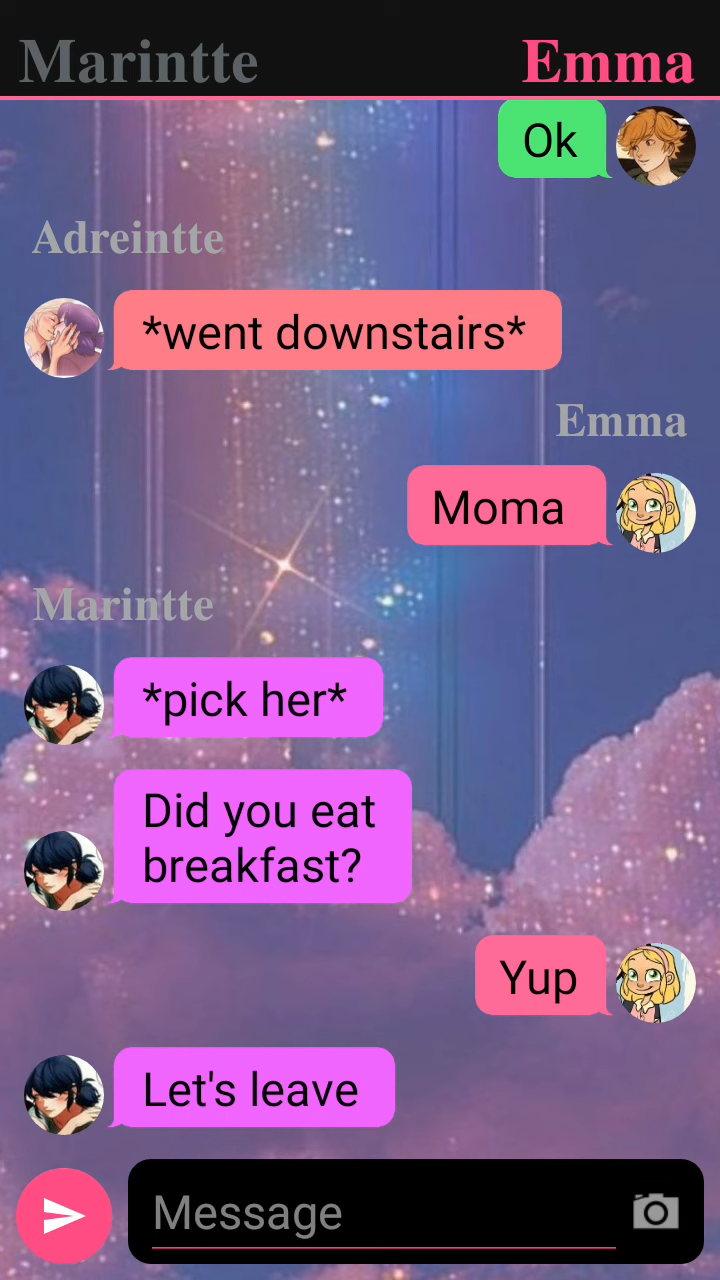 Marintte
Emma
Ok
Adreintte
*went downstairs*
Emma
Moma
Marintte
*pick her*
Did you eat
breakfast?
Yup
Let's leave
Message